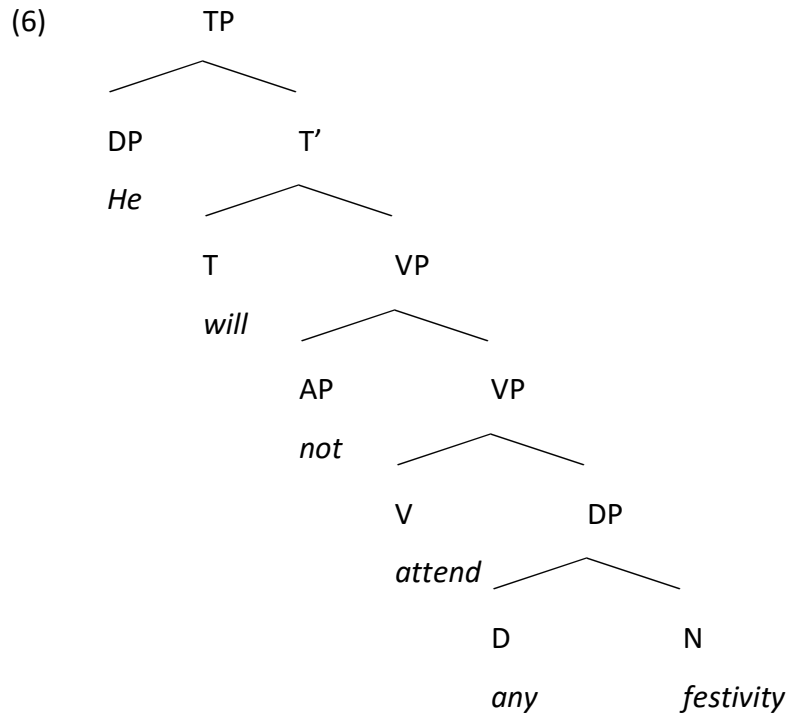 (6) TP
DP T’
He
T VP
will
AP VP
not
V DP
attend
D N
any festivity